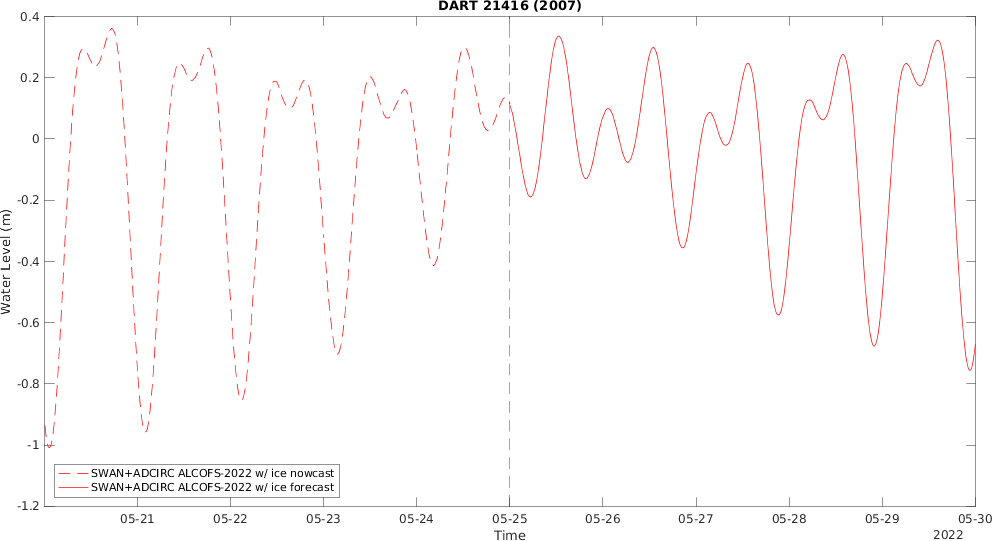 DART 21416 (2007)
0.4
0.2
0
-0.2
-0.4
-0.6
-0.8
-1
-1.2
Water Level (m)
SWAN+ADCIRC ALCOFS-2022 w/ ice nowcast
SWAN+ADCIRC ALCOFS-2022 w/ ice forecast
05-21 05-22 05-23 05-24 05-25 05-26 05-27 05-28 05-29 05-30
Time
2022